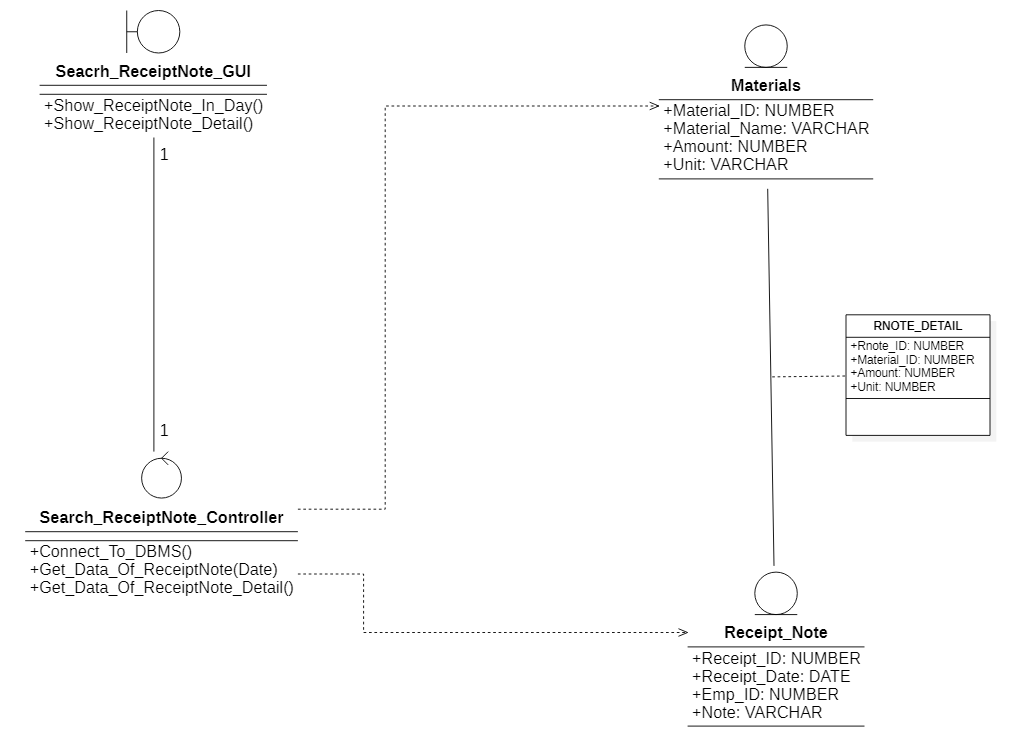 Seacrh_ReceiptNote_GUI
+Show_ReceiptNote_In_Day()
+Show_ReceiptNote_Detail()
1
1
Search_ReceiptNote_Controller
+Connect_To_DBMS()
+Get_Data_Of_ReceiptNote(Date)
+Get_Data_Of_ReceiptNote_Detail()
Materials
+Material_ID: NUMBER
+Material_Name: VARCHAR
+Amount: NUMBER
+Unit: VARCHAR
RNOTE_DETAIL
+Rnote_ID: NUMBER
+Material_ID: NUMBER
+Amount: NUMBER
+Unit: NUMBER
Receipt_Note
+Receipt_ID: NUMBER
+Receipt_Date: DATE
+Emp_ID: NUMBER
+Note: VARCHAR